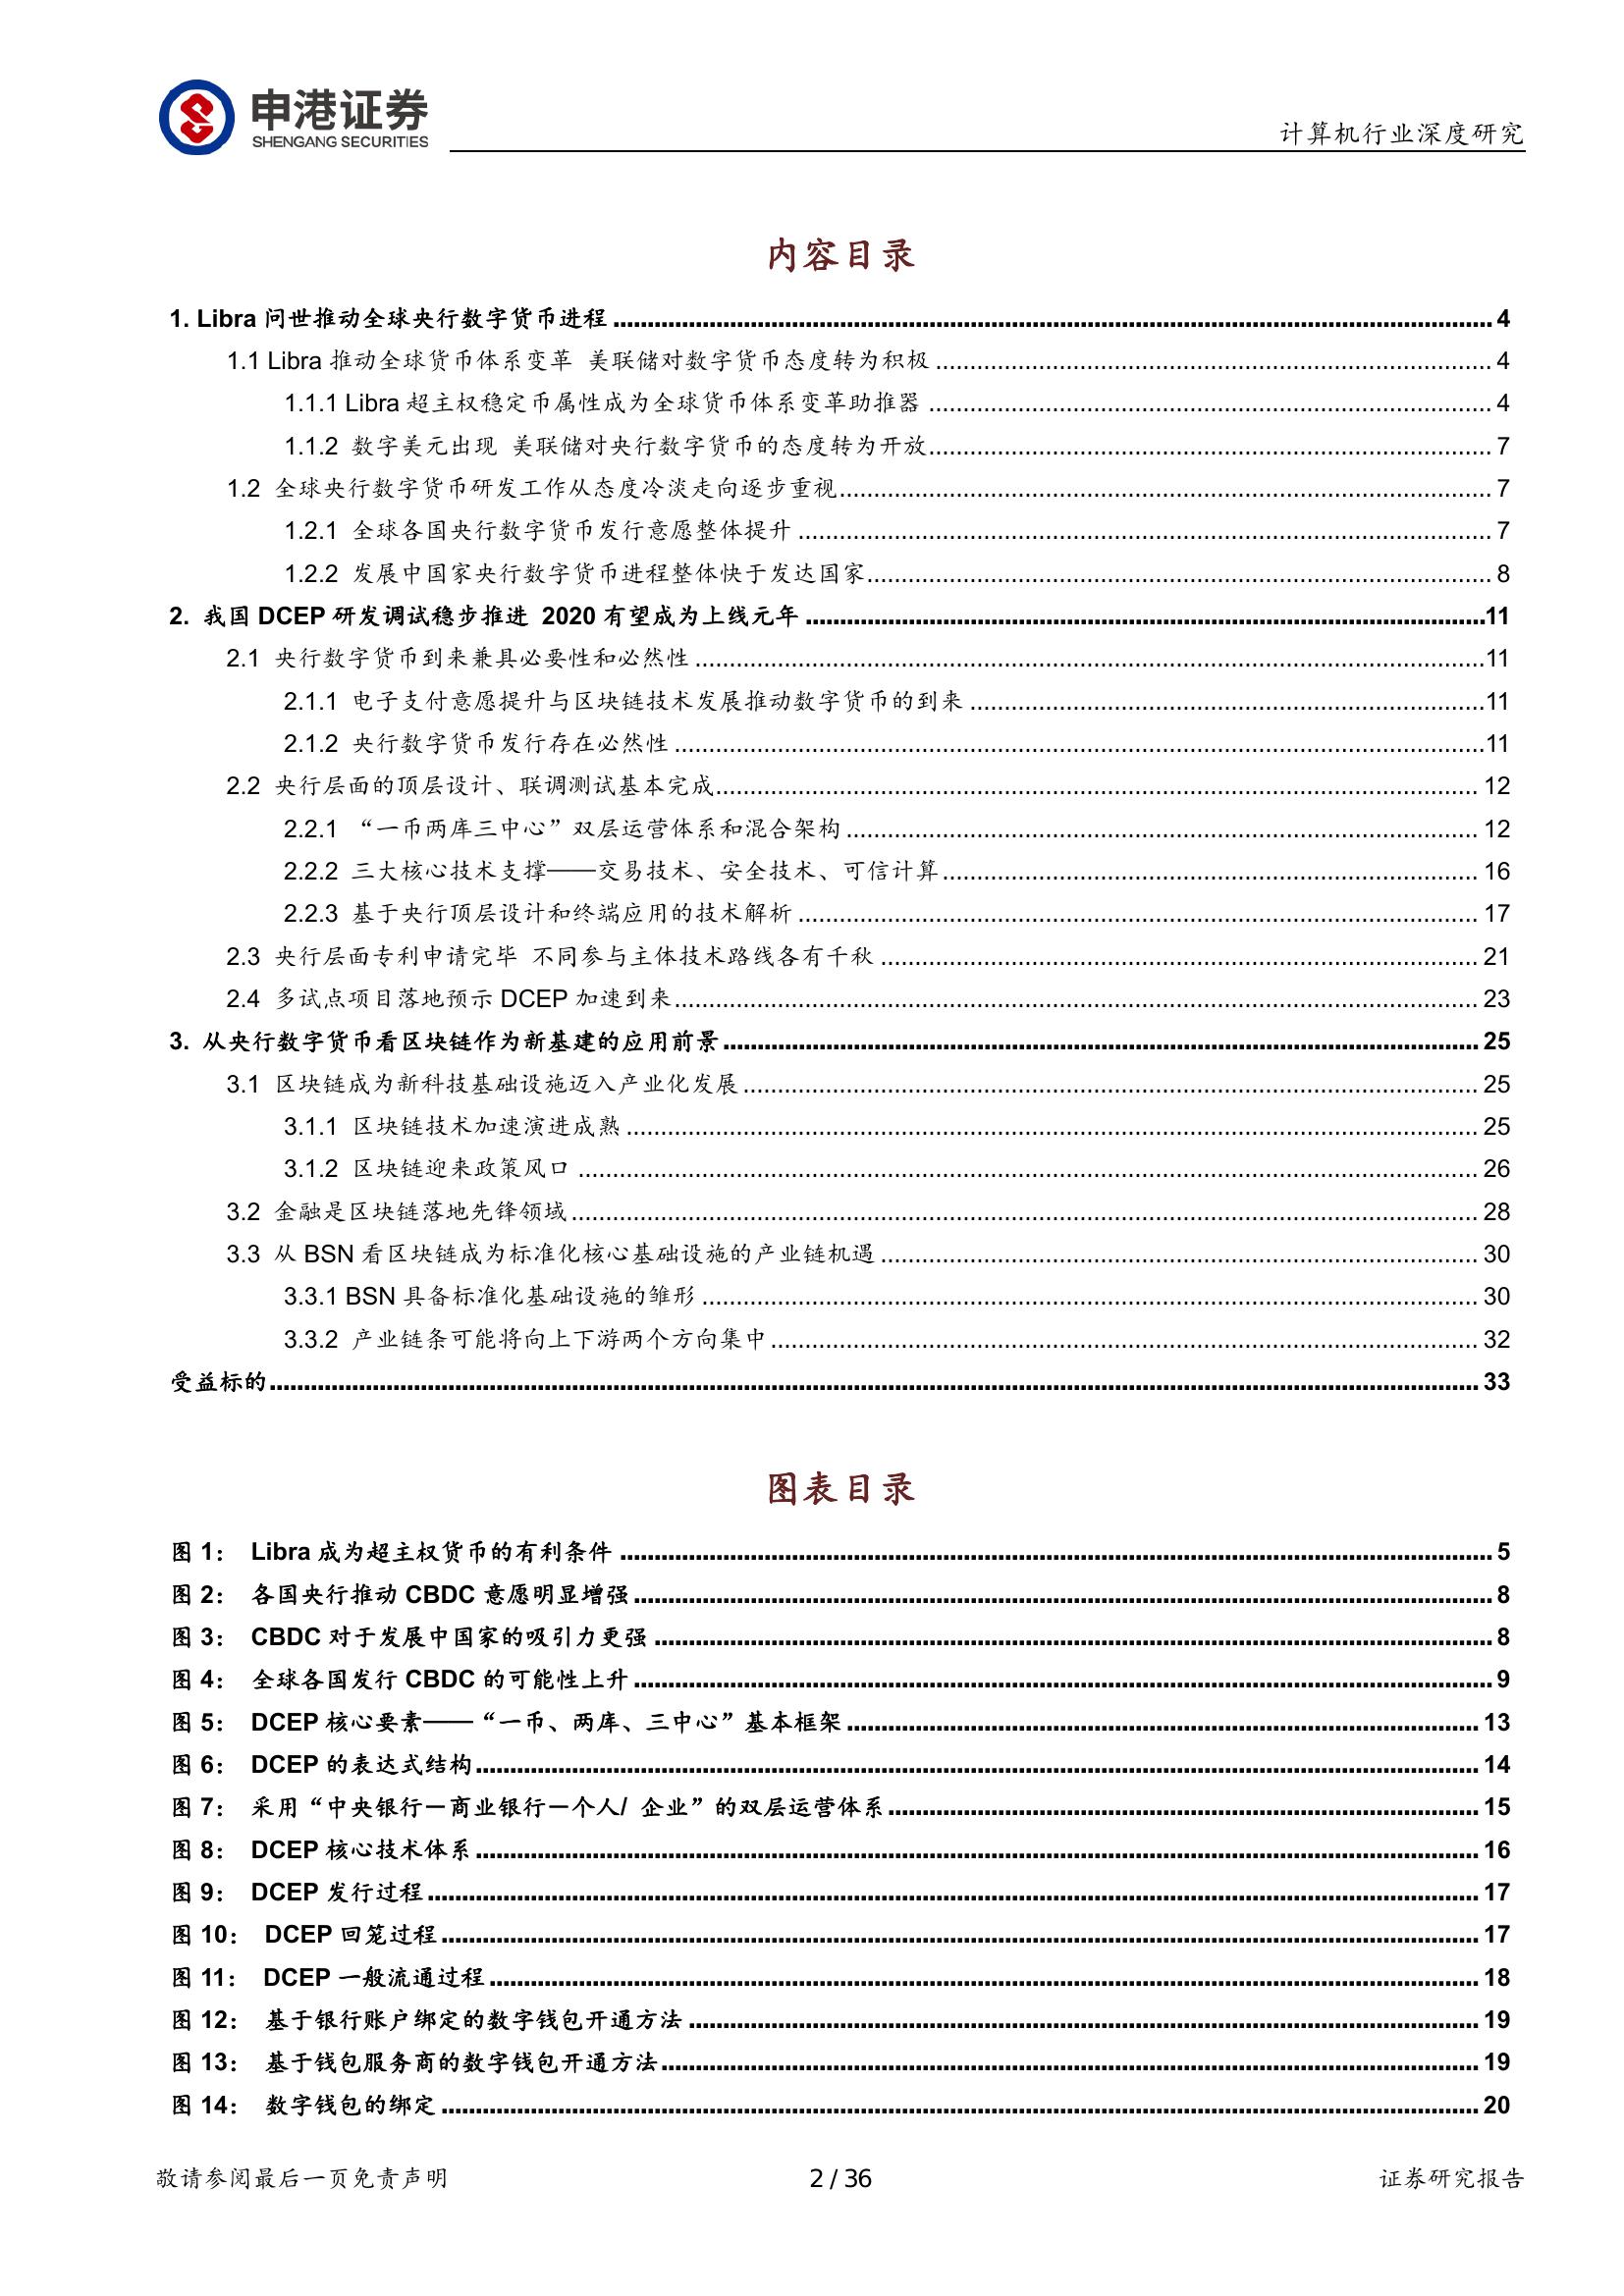 申港证券
SHENGANG SECURITIES
计算机行业深度研究
内容目录
1. Libra 问世推动全球央行数字货币进程 4
1.1 Libra 推动全球货币体系变革 美联储对数字货币态度转为积极 4
1.1.1 Libra 超主权稳定币属性成为全球货币体系变革助推器 4
1.1.2 数字美元出现 美联储对央行数字货币的态度转为开放 7
1.2 全球央行数字货币研发工作从态度冷淡走向逐步重视 7
1.2.1 全球各国央行数字货币发行意愿整体提升 7
1.2.2 发展中国家央行数字货币进程整体快于发达国家 8
2. 我国 DCEP 研发调试稳步推进 2020 有望成为上线元年 11
2.1 央行数字货币到来兼具必要性和必然性 11
2.1.1 电子支付意愿提升与区块链技术发展推动数字货币的到来 11
2.1.2 央行数字货币发行存在必然性 11
2.2 央行层面的顶层设计、联调测试基本完成 12
2.2.1 “一币两库三中心”双层运营体系和混合架构 12
2.2.2 三大核心技术支撑——交易技术、安全技术、可信计算 16
2.2.3 基于央行顶层设计和终端应用的技术解析 17
2.3 央行层面专利申请完毕 不同参与主体技术路线各有千秋 21
2.4 多试点项目落地预示 DCEP 加速到来 23
3. 从央行数字货币看区块链作为新基建的应用前景 25
3.1 区块链成为新科技基础设施迈入产业化发展 25
3.1.1 区块链技术加速演进成熟 25
3.1.2 区块链迎来政策风口 26
3.2 金融是区块链落地先锋领域 28
3.3 从 BSN 看区块链成为标准化核心基础设施的产业链机遇 30
3.3.1 BSN 具备标准化基础设施的雏形 30
3.3.2 产业链条可能将向上下游两个方向集中 32
受益标的 33
图表目录
图 1： Libra 成为超主权货币的有利条件 5
图 2： 各国央行推动 CBDC 意愿明显增强 8
图 3： CBDC 对于发展中国家的吸引力更强 8
图 4： 全球各国发行 CBDC 的可能性上升 9
图 5： DCEP 核心要素——“一币、两库、三中心”基本框架 13
图 6： DCEP 的表达式结构 14
图 7： 采用“中央银行－商业银行－个人/ 企业”的双层运营体系 15
图 8： DCEP 核心技术体系 16
图 9： DCEP 发行过程 17
图 10： DCEP 回笼过程 17
图 11： DCEP 一般流通过程 18
图 12： 基于银行账户绑定的数字钱包开通方法 19
图 13： 基于钱包服务商的数字钱包开通方法 19
图 14： 数字钱包的绑定 20
敬请参阅最后一页免责声明
2 / 36
证券研究报告